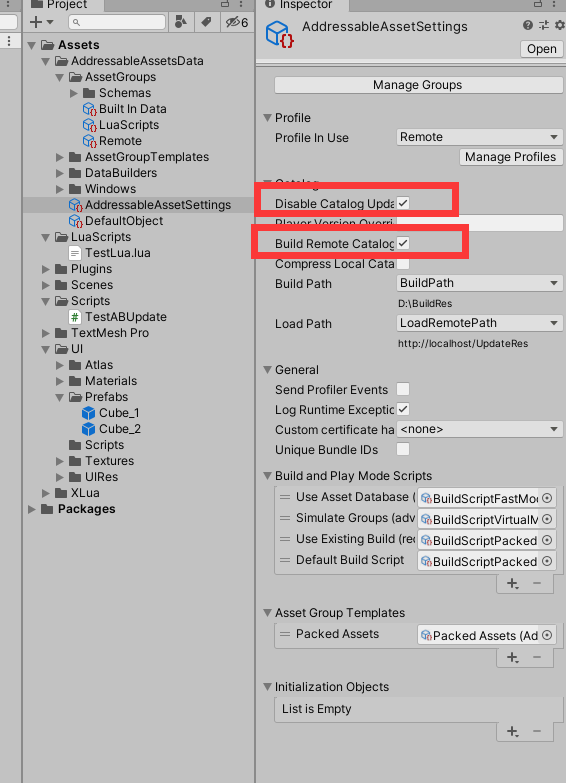 Project
Inspector
6
Assets
AddressableAssetsData
AssetGroups
Schemas
Built In Data
LuaScripts
Remote
AssetGroupTemplates
DataBuilders
Windows
AddressableAssetSettings
DefaultObject
LuaScripts
TestLua.lua
Plugins
Scenes
Scripts
TestABUpdate
TextMesh Pro
UI
Atlas
Materials
Prefabs
Cube_1
Cube_2
Scripts
Textures
UIRes
XLua
Packages
AddressableAssetSettings
Open
Manage Groups
Profile
Profile In Use Remote
Manage Profiles
Catalog
Disable Catalog Upda
Player Version Overri
Build Remote Catalog
Compress Local Cata
Build Path BuildPath
D:\BuildRes
Load Path LoadRemotePath
http://localhost/UpdateRes
General
Send Profiler Events
Log Runtime Exceptio
Custom certificate ha <none>
Unique Bundle IDs
Build and Play Mode Scripts
Use Asset Database ( BuildScriptFastMo
Simulate Groups (adv BuildScriptVirtualM
Use Existing Build (rec BuildScriptPacked
Default Build Script BuildScriptPacked
Asset Group Templates
Packed Assets Packed Assets (Ad
Initialization Objects
List is Empty